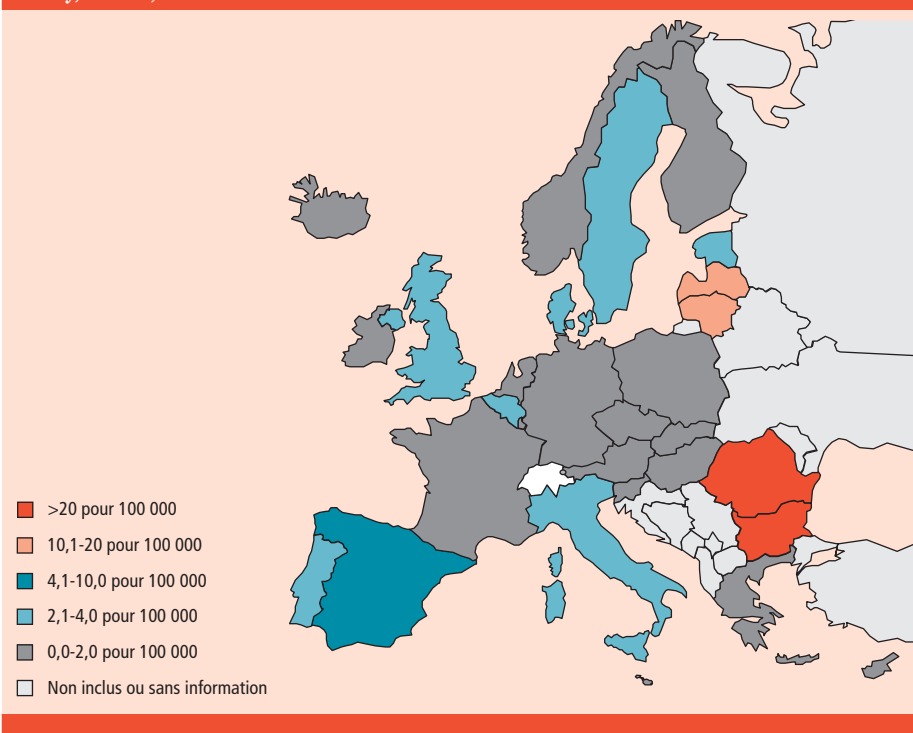 >20 pour 100 000
10,1-20 pour 100 000
4,1-10,0 pour 100 000
2,1-4,0 pour 100 000
0,0-2,0 pour 100 000
Non inclus ou sans information